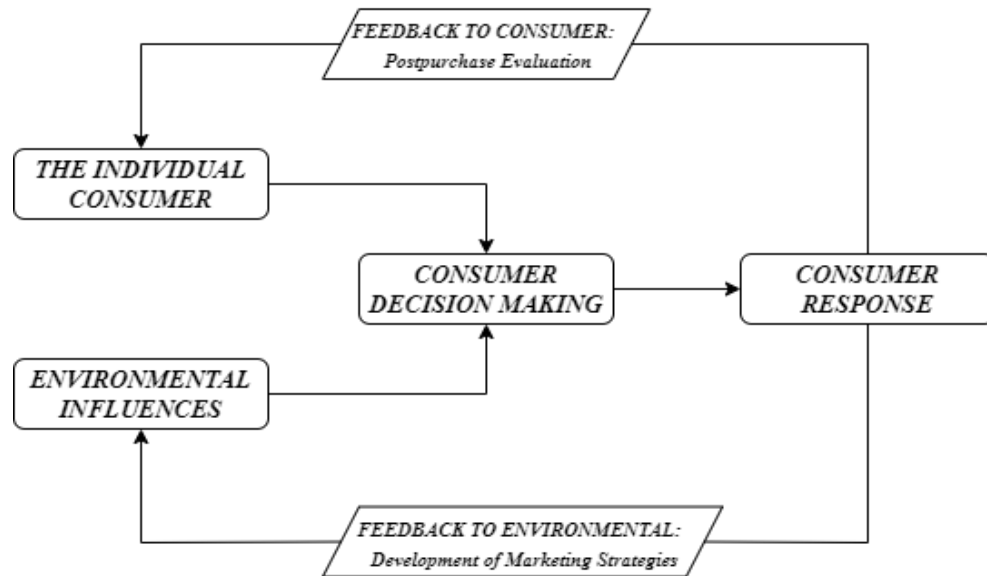 FEEDBACK TO CONSUMER:
Postpurchase Evaluation
THE INDIVIDUAL
CONSUMER
CONSUMER
DECISION MAKING
CONSUMER
RESPONSE
ENVIRONMENTAL
INFLUENCES
FEEDBACK TO ENVIRONMENTAL:
Development of Marketing Strategies